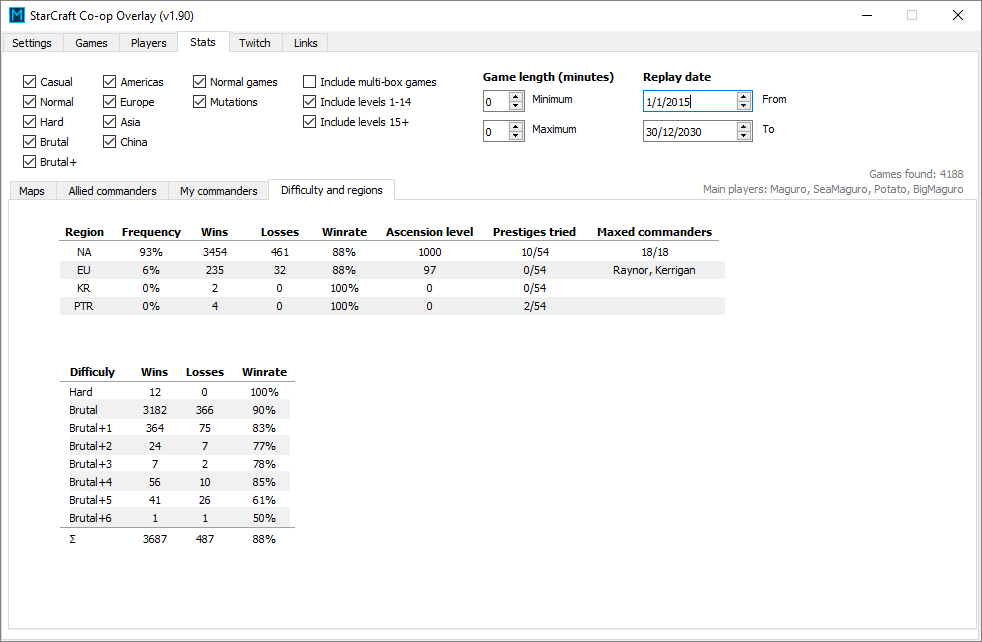 StarCraft Co-op Overlay (v1.90)
Settings Games Players Stats Twitch Links
Casual Americas Normal games Include multi-box games Game length (minutes) Replay date
Normal Europe Mutations Include levels 1-14 0 Minimum 1/1/2015 From
Hard Asia Include levels 15+
Brutal China 0 Maximum 30/12/2030 To
Brutal+
Games found: 4188
Main players: Maguro, SeaMaguro, Potato, BigMaguro
Maps Allied commanders My commanders Difficulty and regions
Region Frequency Wins Losses Winrate Ascension level Prestiges tried Maxed commanders
NA 93% 3454 461 88% 1000 10/54 18/18
EU 6% 235 32 88% 97 0/54 Raynor, Kerrigan
KR 0% 2 0 100% 0 0/54
PTR 0% 4 0 100% 0 2/54
Difficuly Wins Losses Winrate
Hard 12 0 100%
Brutal 3182 366 90%
Brutal+1 364 75 83%
Brutal+2 24 7 77%
Brutal+3 7 2 78%
Brutal+4 56 10 85%
Brutal+5 41 26 61%
Brutal+6 1 1 50%
Σ 3687 487 88%